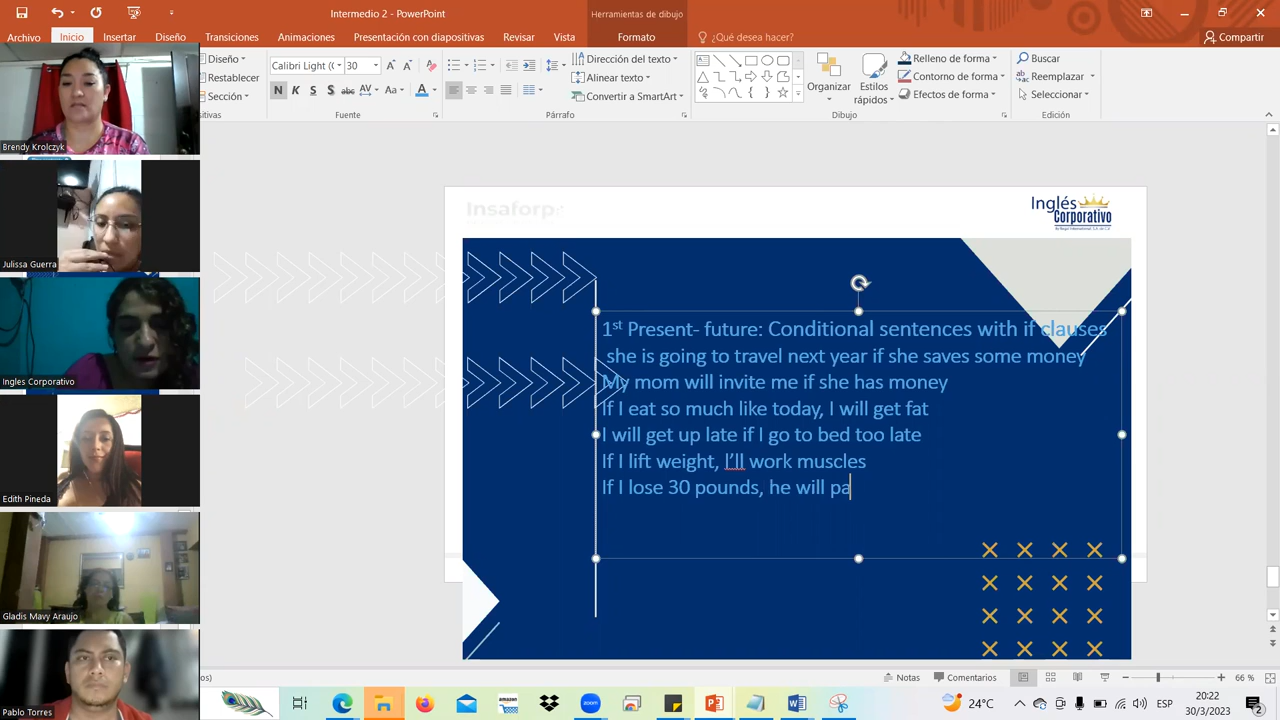 Intermedio 2 - PowerPoint
Herramientas de dibujo
Archivo Inicio Insertar Diseño Transiciones Animaciones Presentación con diapositivas Revisar Vista Formato ¿Qué desea hacer? Compartir
Diseño
Restablecer
Sección
Calibri Light (
30
N K S S abc AV Aa A
Fuente
Dirección del texto
Alinear texto
Convertir a SmartArt
Párrafo
Organizar
Estilos
rápidos
Relleno de forma
Contorno de forma
Efectos de forma
Dibujo
Buscar
Reemplazar
Seleccionar
Edición
Brendy Krolczyk
Julissa Guerra
Ingles Corporativo
Edith Pineda
Gladis Mavy Araujo
Pablo Torres
Insaforp
Inglés
Corporativo
1st Present- future: Conditional sentences with if clauses
she is going to travel next year if she saves some money
My mom will invite me if she has money
If I eat so much like today, I will get fat
I will get up late if I go to bed too late
If I lift weight, I'll work muscles
If I lose 30 pounds, he will pa
Notas
Comentarios
66 %
amazon
zoom
24°C
ESP
20:22
30/3/2023
2